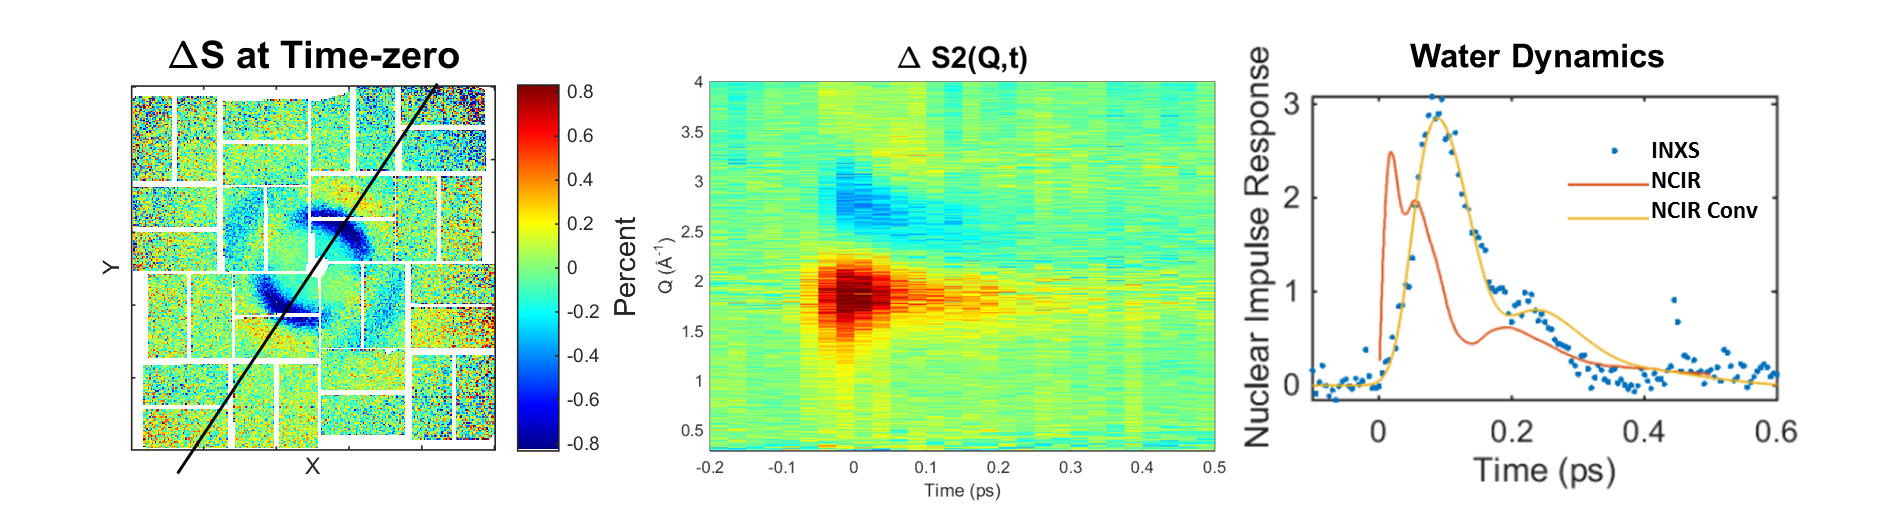 ΔS at Time-zero
Y
X
0.8
0.6
0.4
0.2
0
-0.2
-0.4
-0.6
-0.8
Percent
Δ S2(Q,t)
4
3.5
3
2.5
2
1.5
1
0.5
Q (Å⁻¹)
-0.2
-0.1
0
0.1
0.2
0.3
0.4
0.5
Time (ps)
Water Dynamics
Nuclear Impulse Response
3
2
1
0
INXS
NCIR
NCIR Conv
0
0.2
0.4
0.6
Time (ps)